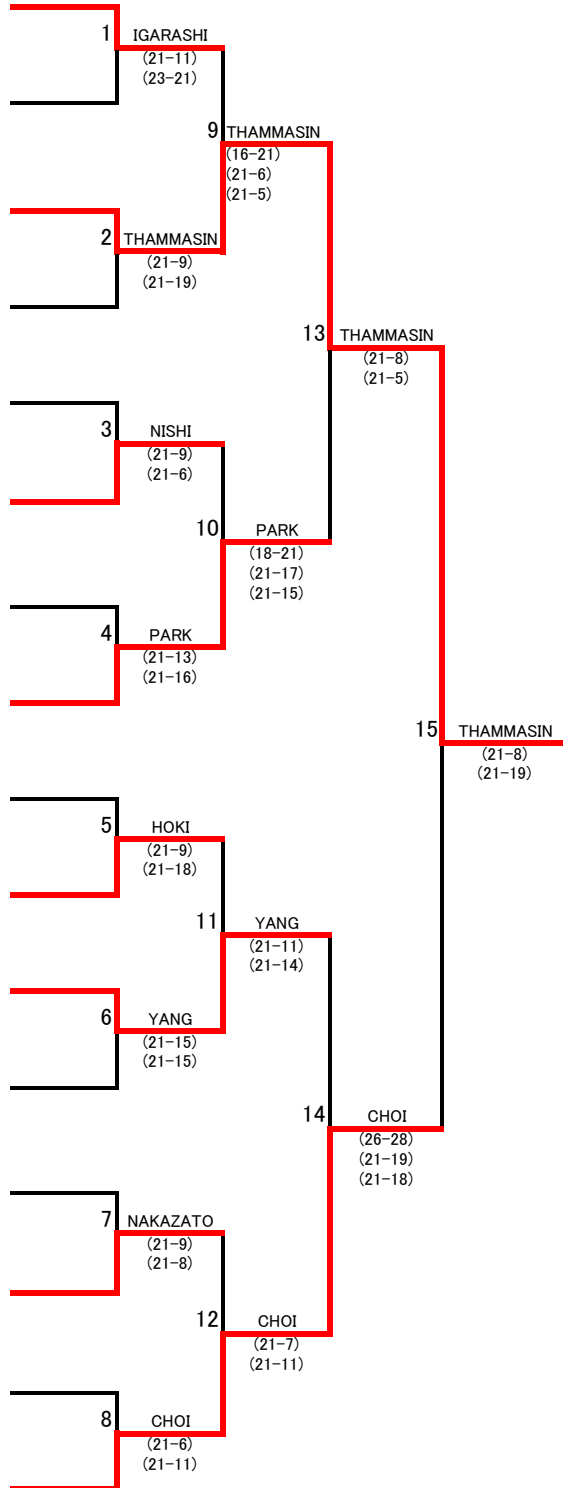 1 IGARASHI
(21-11)
(23-21)
9 THAMMASIN
(16-21)
(21-6)
(21-5)
2 THAMMASIN
(21-9)
(21-19)
13 THAMMASIN
(21-8)
(21-5)
3 NISHI
(21-9)
(21-6)
10 PARK
(18-21)
(21-17)
(21-15)
4 PARK
(21-13)
(21-16)
15 THAMMASIN
(21-8)
(21-19)
5 HOKI
(21-9)
(21-18)
11 YANG
(21-11)
(21-14)
6 YANG
(21-15)
(21-15)
14 CHOI
(26-28)
(21-19)
(21-18)
7 NAKAZATO
(21-9)
(21-8)
12 CHOI
(21-7)
(21-11)
8 CHOI
(21-6)
(21-11)